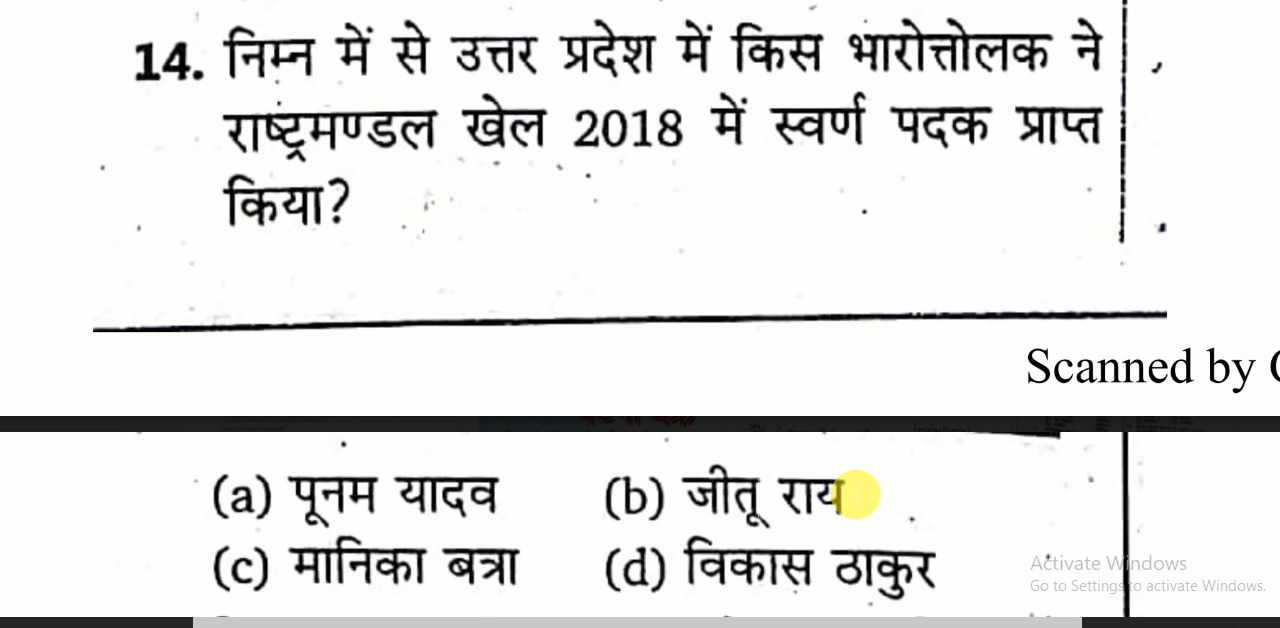 14. निम्न में से उत्तर प्रदेश में किस भारोत्तोलक ने
राष्ट्रमण्डल खेल 2018 में स्वर्ण पदक प्राप्त
किया?
Scanned by
(a) पूनम यादव (b) जीतू राय
(c) मानिका बत्रा (d) विकास ठाकुर
Activate Windows
Go to Settings to activate Windows.